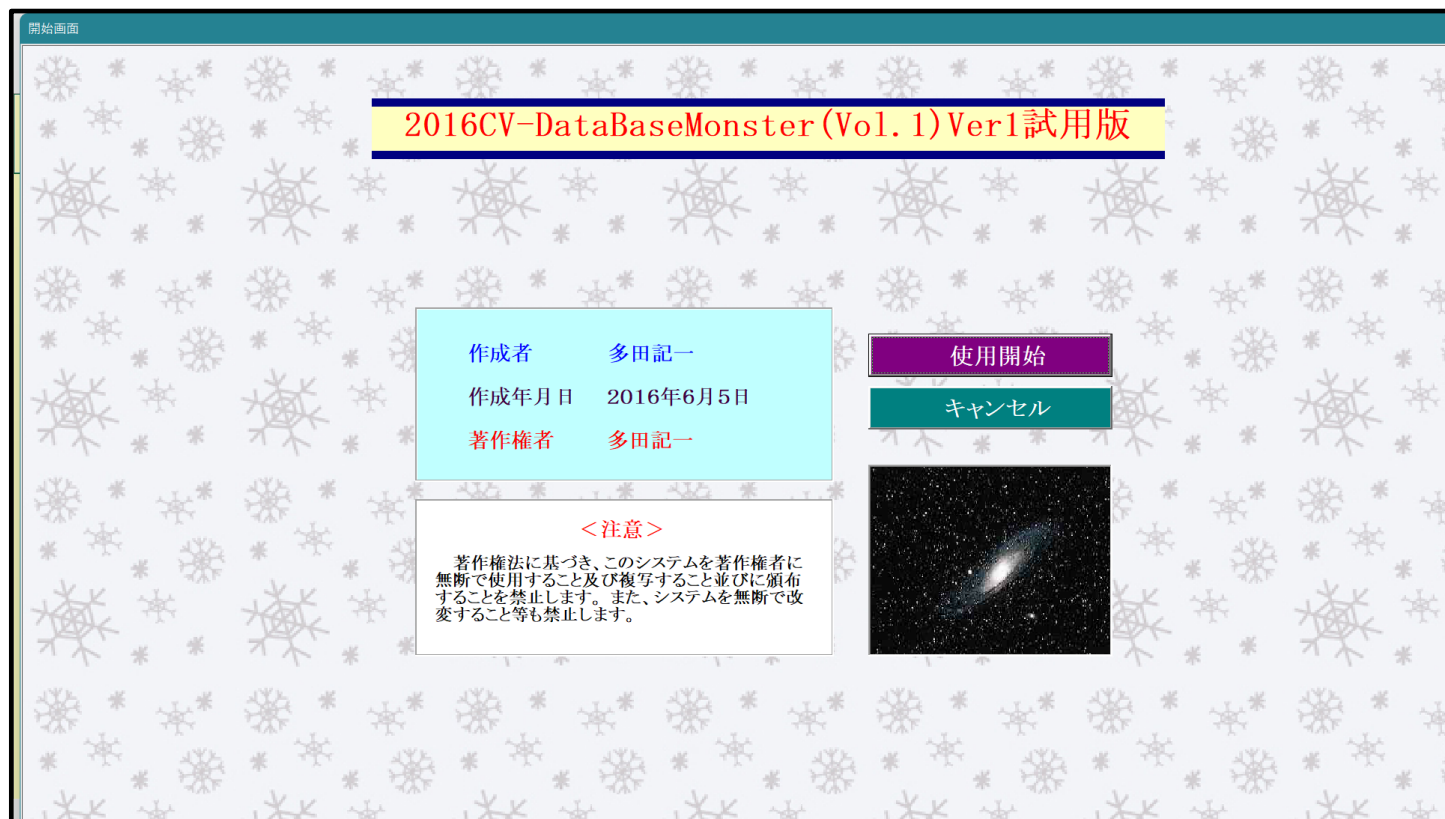 開始画面
2016CV-DataBaseMonster(Vol.1)Ver1試用版
作成者 多田記一
作成年月日 2016年6月5日
著作権者 多田記一
使用開始
キャンセル
＜注意＞
著作権法に基づき、このシステムを著作権者に
無断で使用すること及び複写すること並びに頒布
することを禁止します。また、システムを無断で改
変すること等も禁止します。